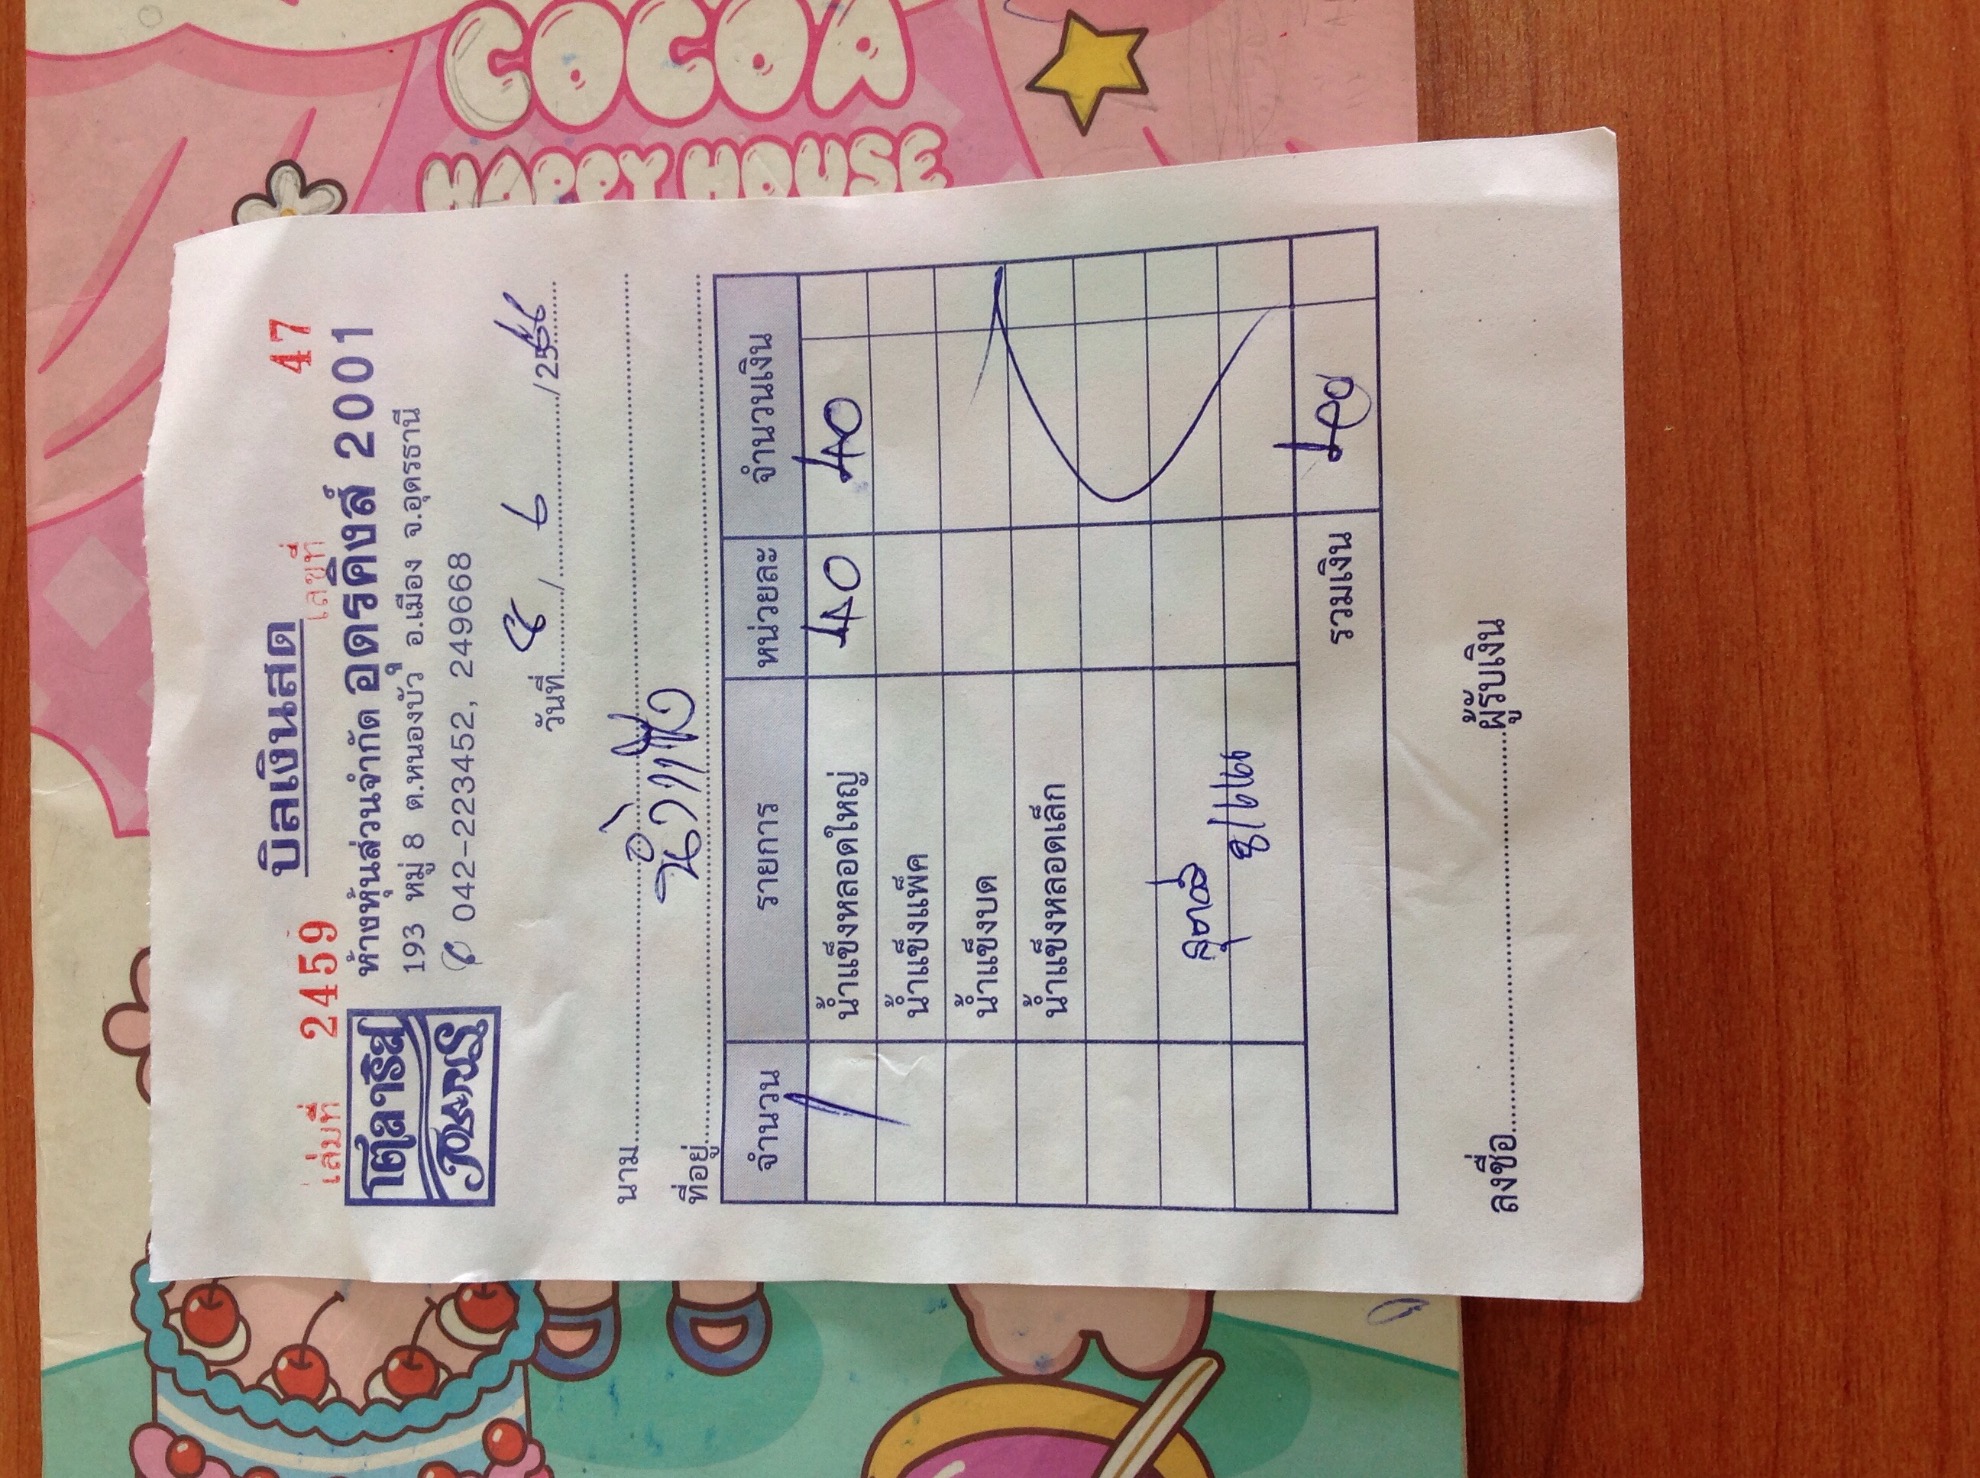 COCOA
HAPPY HOUSE
บิลเงินสด
เล่มที่ 2459 เลขที่ 47
โตลาริส
ห้างหุ้นส่วนจำกัด อุดรคิงส์ 2001
193 หมู่ 8 ต.หนองบัว อ.เมือง จ.อุดรธานี
042-223452, 249668
วันที่ 8 / 6 / 2566
นาม น้ำแข็ง
ที่อยู่
จำนวน รายการ หน่วยละ จำนวนเงิน
1 น้ำแข็งหลอดใหญ่ 40 40
น้ำแข็งแพ็ค
น้ำแข็งบด
น้ำแข็งหลอดเล็ก
รวมเงิน 40
ลงชื่อ ผู้รับเงิน